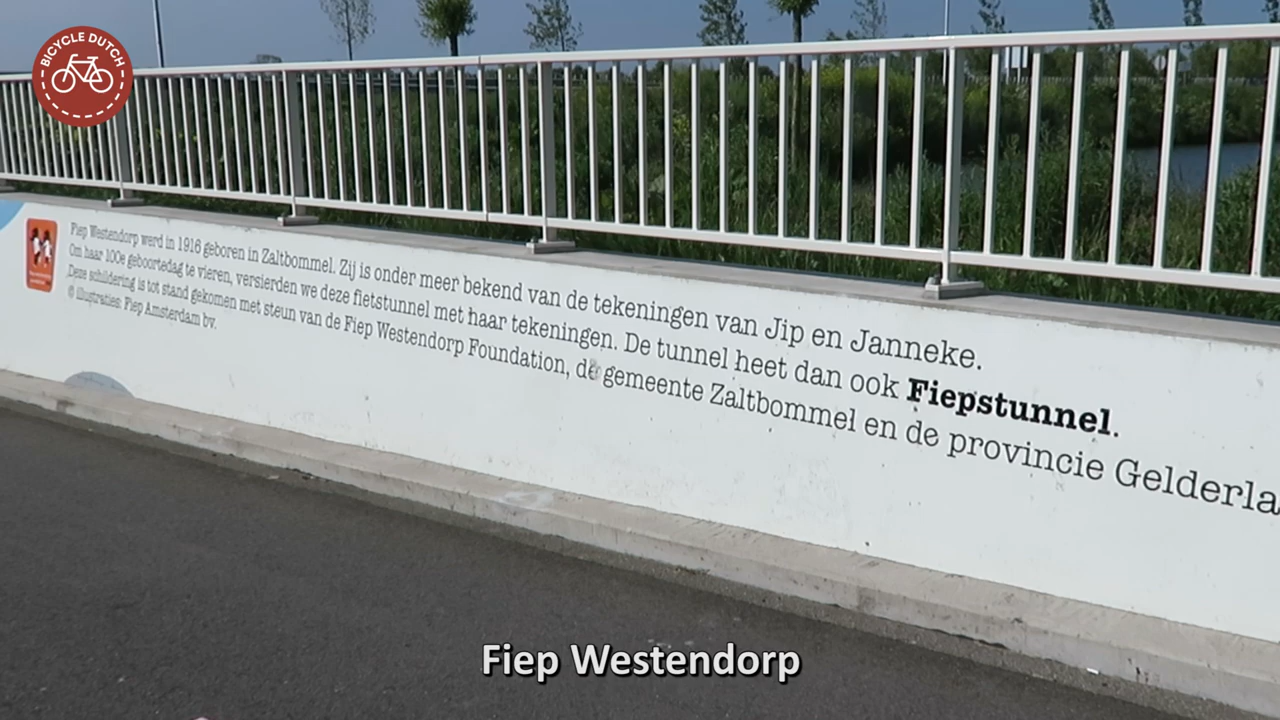 BICYCLE DUTCH
Fiep Westendorp werd in 1916 geboren in Zaltbommel. Zij is onder meer bekend van de tekeningen van Jip en Janneke.
Om haar 100e geboortedag te vieren, versierden we deze fietstunnel met haar tekeningen. De tunnel heet dan ook Fiepstunnel.
Deze schildering is tot stand gekomen met steun van de Fiep Westendorp Foundation, de gemeente Zaltbommel en de provincie Gelderla
© illustraties: Fiep Amsterdam bv.
Fiep Westendorp